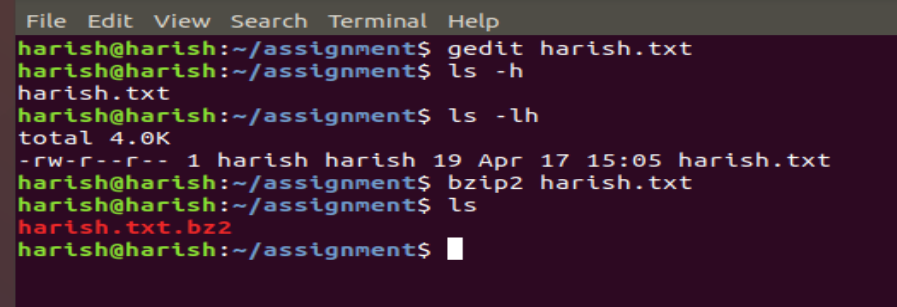 File Edit View Search Terminal Help
harish@harish:~/assignment$ gedit harish.txt
harish@harish:~/assignment$ ls -h
harish.txt
harish@harish:~/assignment$ ls -lh
total 4.0K
-rw-r--r-- 1 harish harish 19 Apr 17 15:05 harish.txt
harish@harish:~/assignment$ bzip2 harish.txt
harish@harish:~/assignment$ ls
harish.txt.bz2
harish@harish:~/assignment$